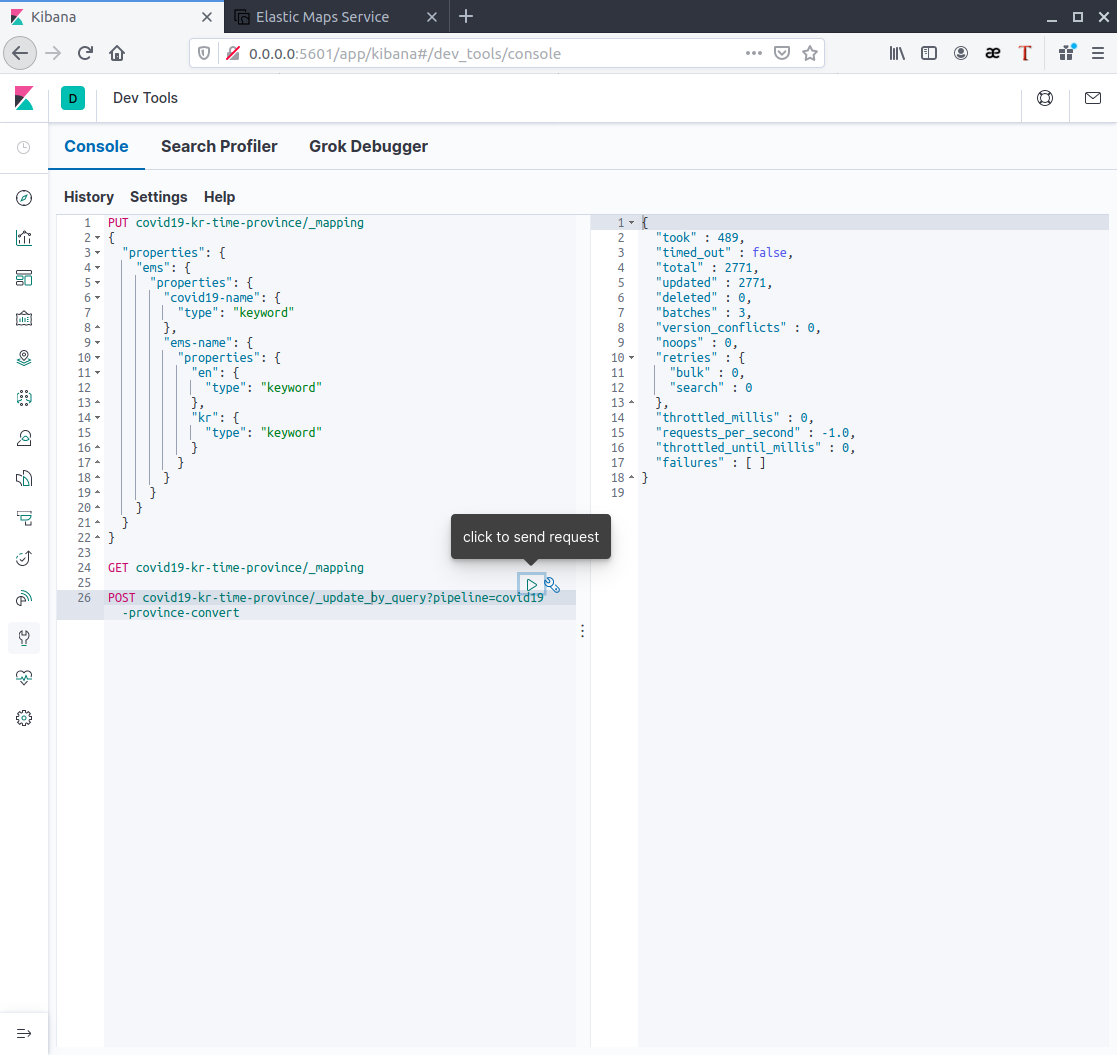 Kibana
Elastic Maps Service
0.0.0.0:5601/app/kibana#/dev_tools/console
æ
T
D
Dev Tools
Console
Search Profiler
Grok Debugger
History
Settings
Help
1 PUT covid19-kr-time-province/_mapping
2 {
3 "properties": {
4 "ems": {
5 "properties": {
6 "covid19-name": {
7 "type": "keyword"
8 },
9 "ems-name": {
10 "properties": {
11 "en": {
12 "type": "keyword"
13 },
14 "kr": {
15 "type": "keyword"
16 }
17 }
18 }
19 }
20 }
21 }
22 }
23
24 GET covid19-kr-time-province/_mapping
25
26 POST covid19-kr-time-province/_update_by_query?pipeline=covid19
-province-convert
click to send request
1 {
2 "took" : 489,
3 "timed_out" : false,
4 "total" : 2771,
5 "updated" : 2771,
6 "deleted" : 0,
7 "batches" : 3,
8 "version_conflicts" : 0,
9 "noops" : 0,
10 "retries" : {
11 "bulk" : 0,
12 "search" : 0
13 },
14 "throttled_millis" : 0,
15 "requests_per_second" : -1.0,
16 "throttled_until_millis" : 0,
17 "failures" : [ ]
18 }
19